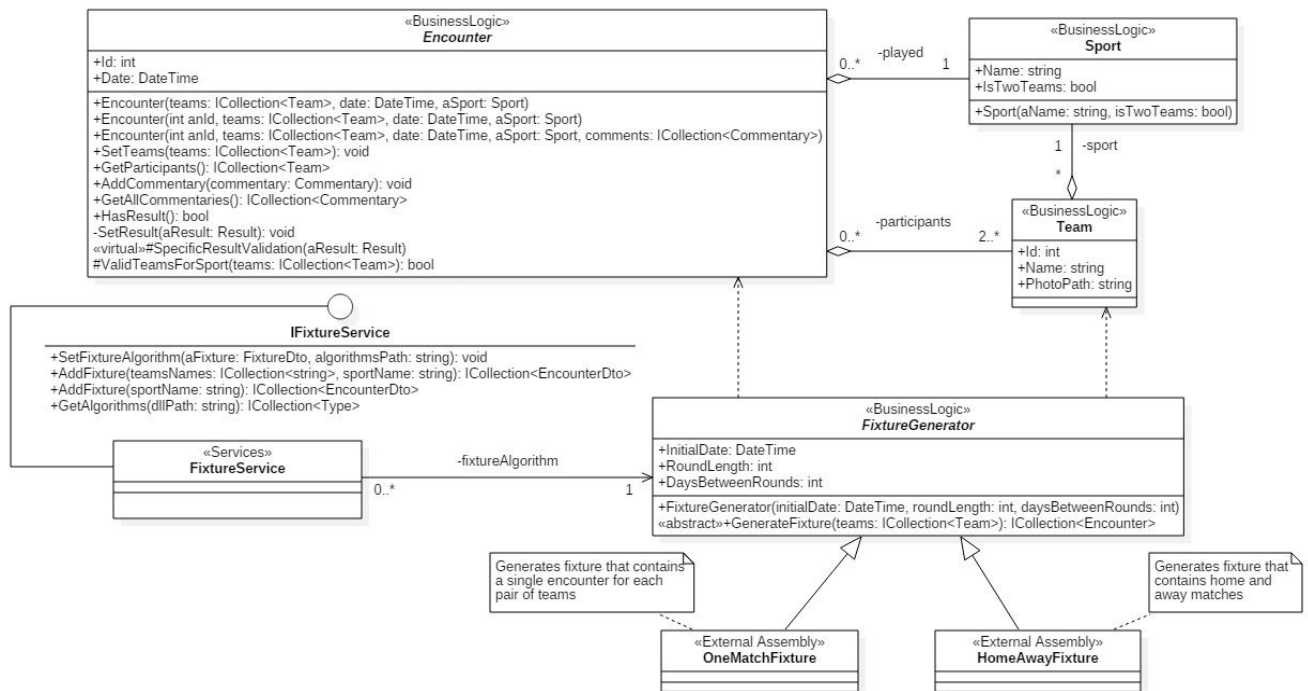 «BusinessLogic»
Encounter
+Id: int
+Date: DateTime
+Encounter(teams: ICollection<Team>, date: DateTime, aSport: Sport)
+Encounter(int anId, teams: ICollection<Team>, date: DateTime, aSport: Sport)
+Encounter(int anId, teams: ICollection<Team>, date: DateTime, aSport: Sport, comments: ICollection<Commentary>)
+SetTeams(teams: ICollection<Team>): void
+GetParticipants(): ICollection<Team>
+AddCommentary(commentary: Commentary): void
+GetAllCommentaries(): ICollection<Commentary>
+HasResult(): bool
-SetResult(aResult: Result): void
«virtual»#SpecificResultValidation(aResult: Result)
#ValidTeamsForSport(teams: ICollection<Team>): bool
0..*
-played
1
«BusinessLogic»
Sport
+Name: string
+IsTwoTeams: bool
+Sport(aName: string, isTwoTeams: bool)
1
-sport
*
0..*
-participants
2..*
«BusinessLogic»
Team
+Id: int
+Name: string
+PhotoPath: string
IFixtureService
+SetFixtureAlgorithm(aFixture: FixtureDto, algorithmsPath: string): void
+AddFixture(teamsNames: ICollection<string>, sportName: string): ICollection<EncounterDto>
+AddFixture(sportName: string): ICollection<EncounterDto>
+GetAlgorithms(dllPath: string): ICollection<Type>
«Services»
FixtureService
0..*
-fixtureAlgorithm
1
«BusinessLogic»
FixtureGenerator
+InitialDate: DateTime
+RoundLength: int
+DaysBetweenRounds: int
+FixtureGenerator(initialDate: DateTime, roundLength: int, daysBetweenRounds: int)
«abstract»+GenerateFixture(teams: ICollection<Team>): ICollection<Encounter>
Generates fixture that contains
a single encounter for each
pair of teams
Generates fixture that
contains home and
away matches
«External Assembly»
OneMatchFixture
«External Assembly»
HomeAwayFixture